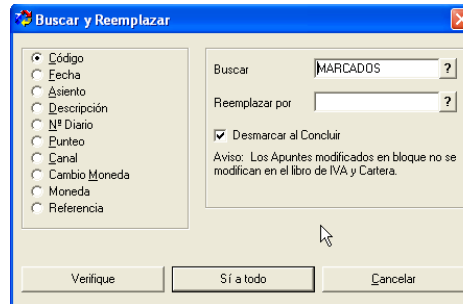 Buscar y Reemplazar
Código
Fecha
Asiento
Descripción
Nº Diario
Punteo
Canal
Cambio Moneda
Moneda
Referencia
Buscar MARCADOS ?
Reemplazar por ?
Desmarcar al Concluir
Aviso: Los Apuntes modificados en bloque no se
modifican en el libro de IVA y Cartera.
Verifique Sí a todo Cancelar